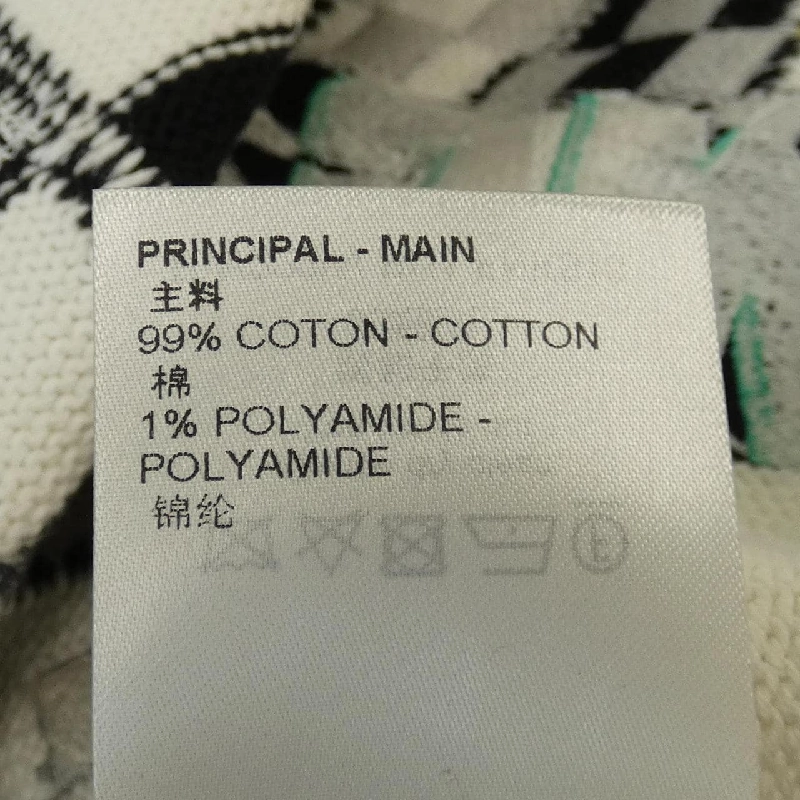 PRINCIPAL - MAIN
主料
99% COTON - COTTON
棉
1% POLYAMIDE -
POLYAMIDE
锦纶